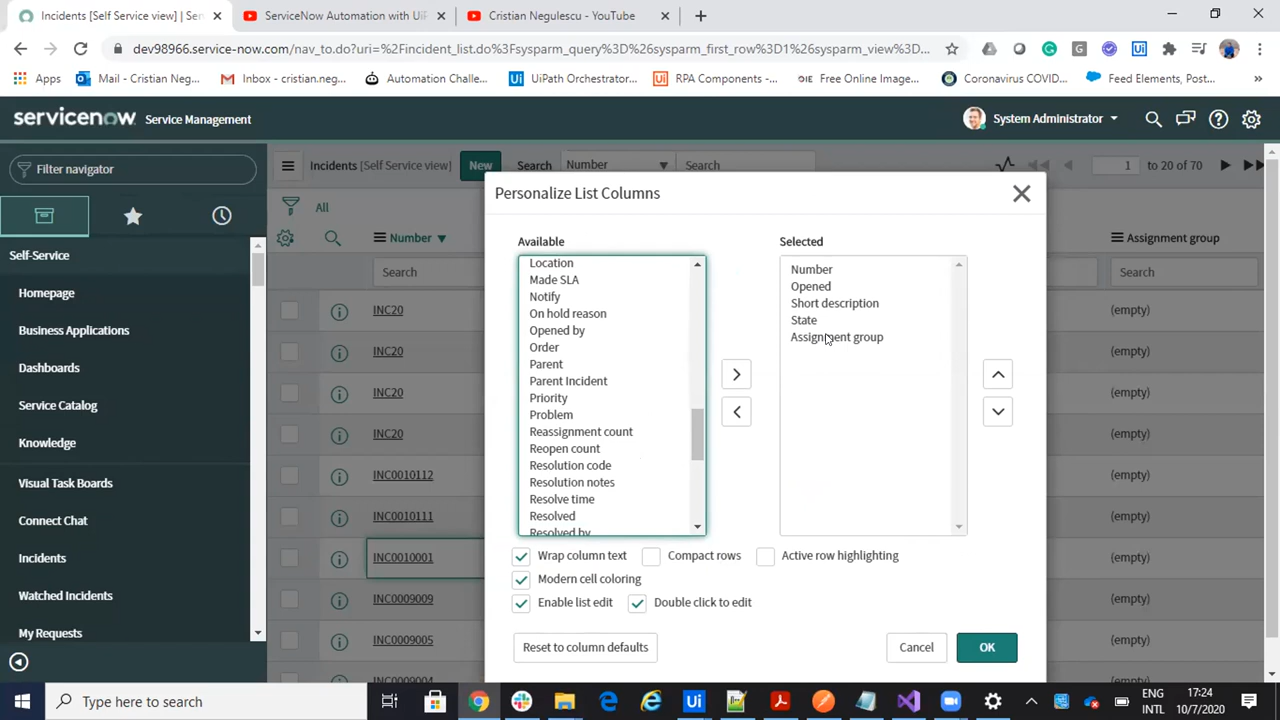 Incidents [Self Service view] | Ser
ServiceNow Automation with UiP
Cristian Negulescu - YouTube
dev98966.service-now.com/nav_to.do?uri=%2Fincident_list.do%3Fsysparm_query%3D%26sysparm_first_row%3D1%26sysparm_view%3D...
Apps
Mail - Cristian Neg...
Inbox - cristian.neg...
Automation Challe...
UiPath Orchestrator...
RPA Components -...
Free Online Image...
Coronavirus COVID...
Feed Elements, Post...
servicenow Service Management
System Administrator
Filter navigator
Incidents [Self Service view]
New
Search
Number
Search
1 to 20 of 70
All
Number
Assignment group
Search
Search
Self-Service
Homepage
Business Applications
Dashboards
Service Catalog
Knowledge
Visual Task Boards
Connect Chat
Incidents
Watched Incidents
My Requests
INC20
INC20
INC20
INC20
INC0010112
INC0010111
INC0010001
INC0009009
INC0009005
(empty)
(empty)
(empty)
(empty)
(empty)
(empty)
(empty)
(empty)
(empty)
Personalize List Columns
Available
Location
Made SLA
Notify
On hold reason
Opened by
Order
Parent
Parent Incident
Priority
Problem
Reassignment count
Reopen count
Resolution code
Resolution notes
Resolve time
Resolved
Resolved by
Selected
Number
Opened
Short description
State
Assignment group
Wrap column text
Compact rows
Active row highlighting
Modern cell coloring
Enable list edit
Double click to edit
Reset to column defaults
Cancel
OK
Type here to search
ENG
INTL
17:24
10/7/2020